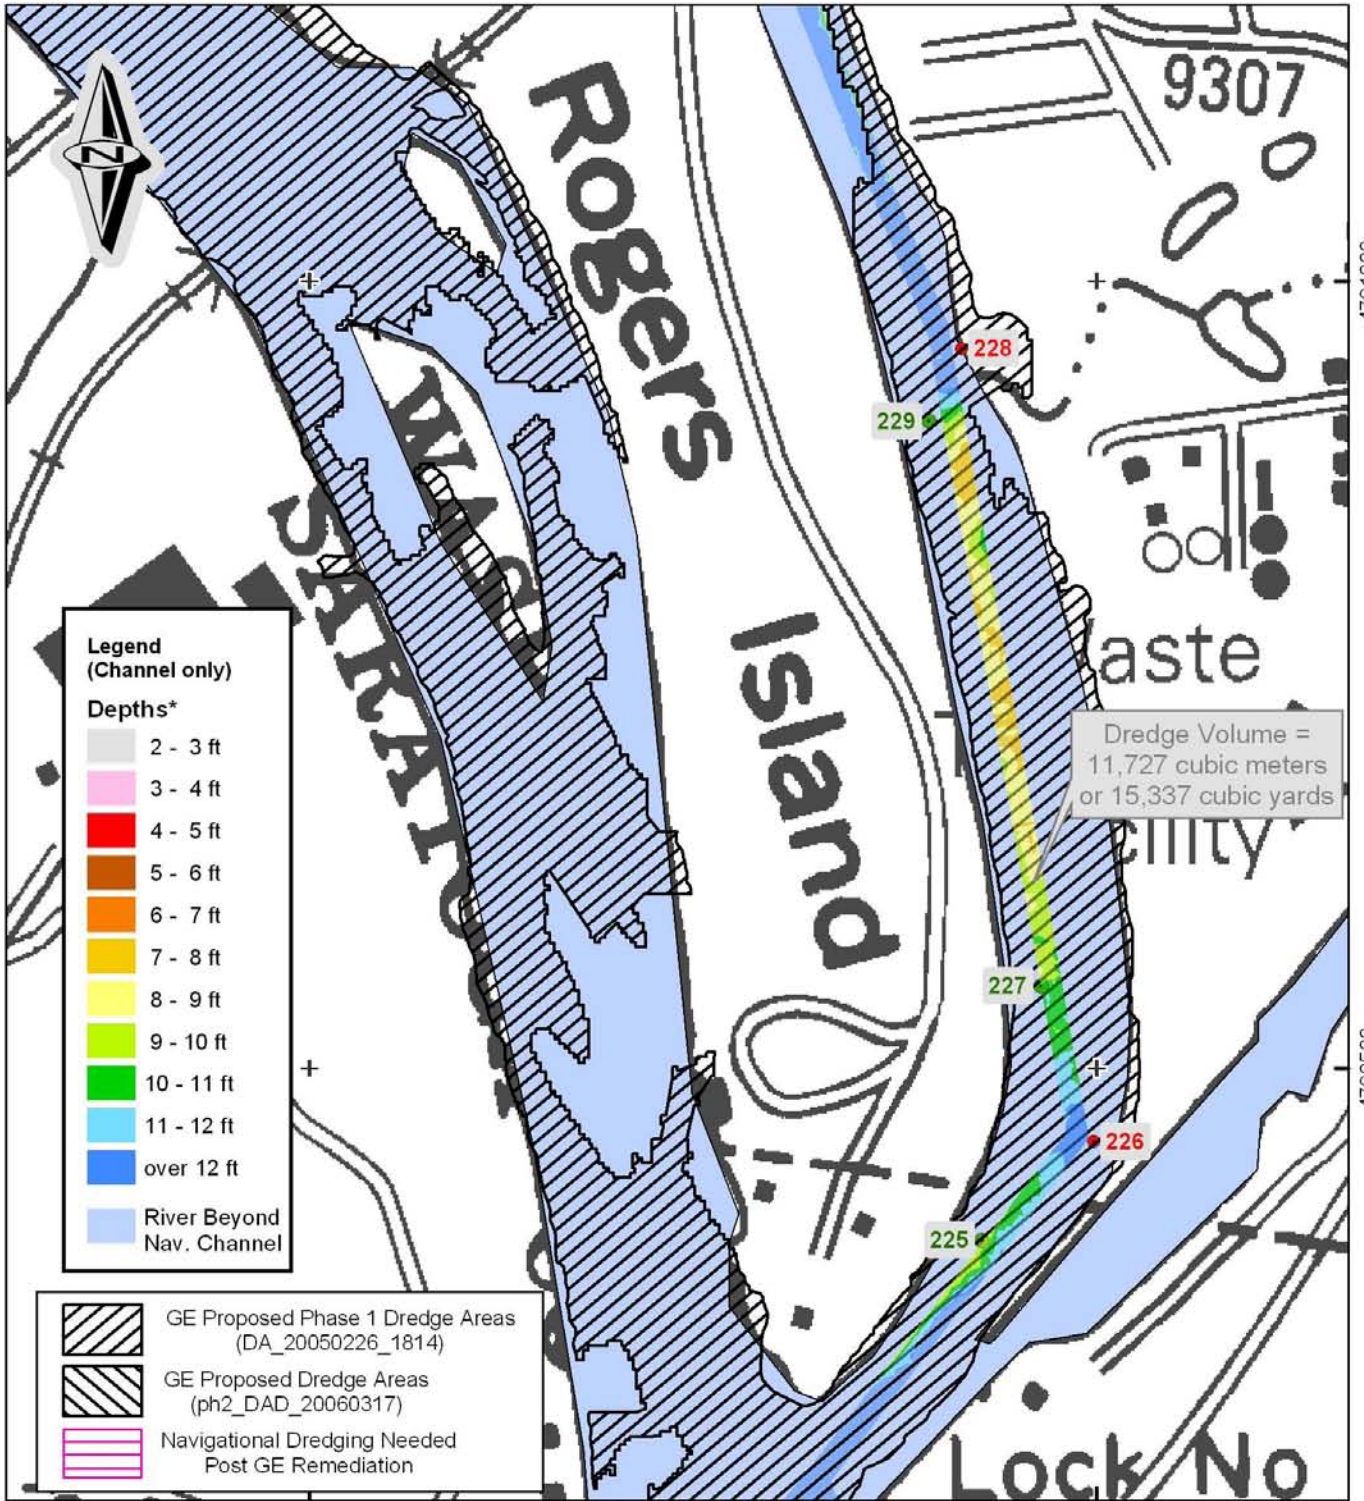 N
Rogers
Island
9307
228
229
aste
cility
Dredge Volume =
11,727 cubic meters
or 15,337 cubic yards
227
226
225
Lock No
Legend
(Channel only)
Depths*
2 - 3 ft
3 - 4 ft
4 - 5 ft
5 - 6 ft
6 - 7 ft
7 - 8 ft
8 - 9 ft
9 - 10 ft
10 - 11 ft
11 - 12 ft
over 12 ft
River Beyond
Nav. Channel
GE Proposed Phase 1 Dredge Areas
(DA_20050226_1814)
GE Proposed Dredge Areas
(ph2_DAD_20060317)
Navigational Dredging Needed
Post GE Remediation